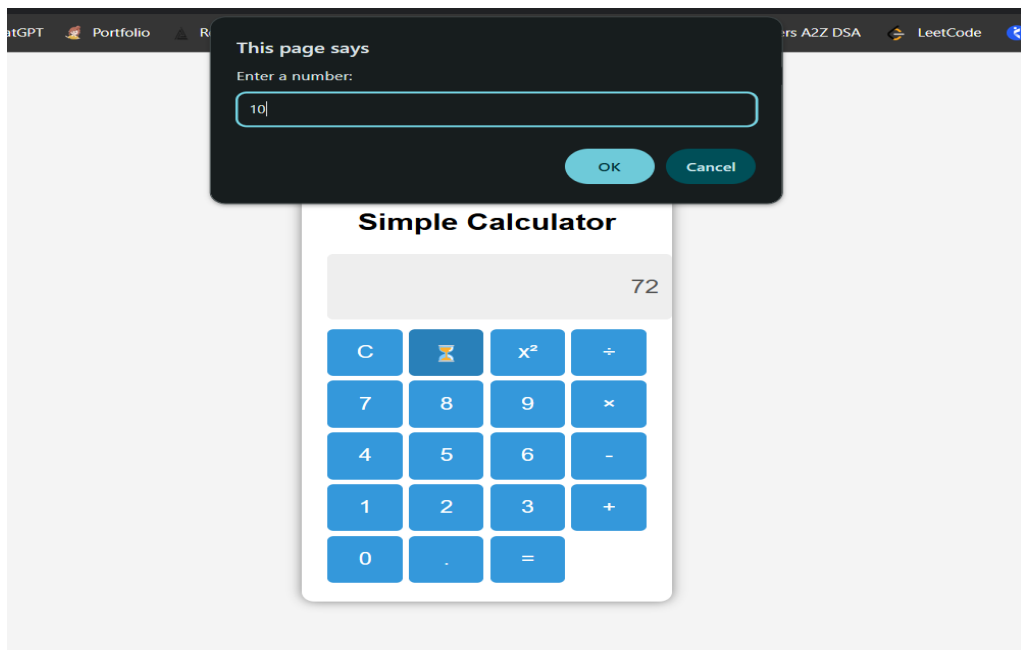 atGPT Portfolio R rs A2Z DSA LeetCode
This page says
Enter a number:
10
OK Cancel
Simple Calculator
72
C ⏳ x² ÷
7 8 9 ×
4 5 6 -
1 2 3 +
0 . =